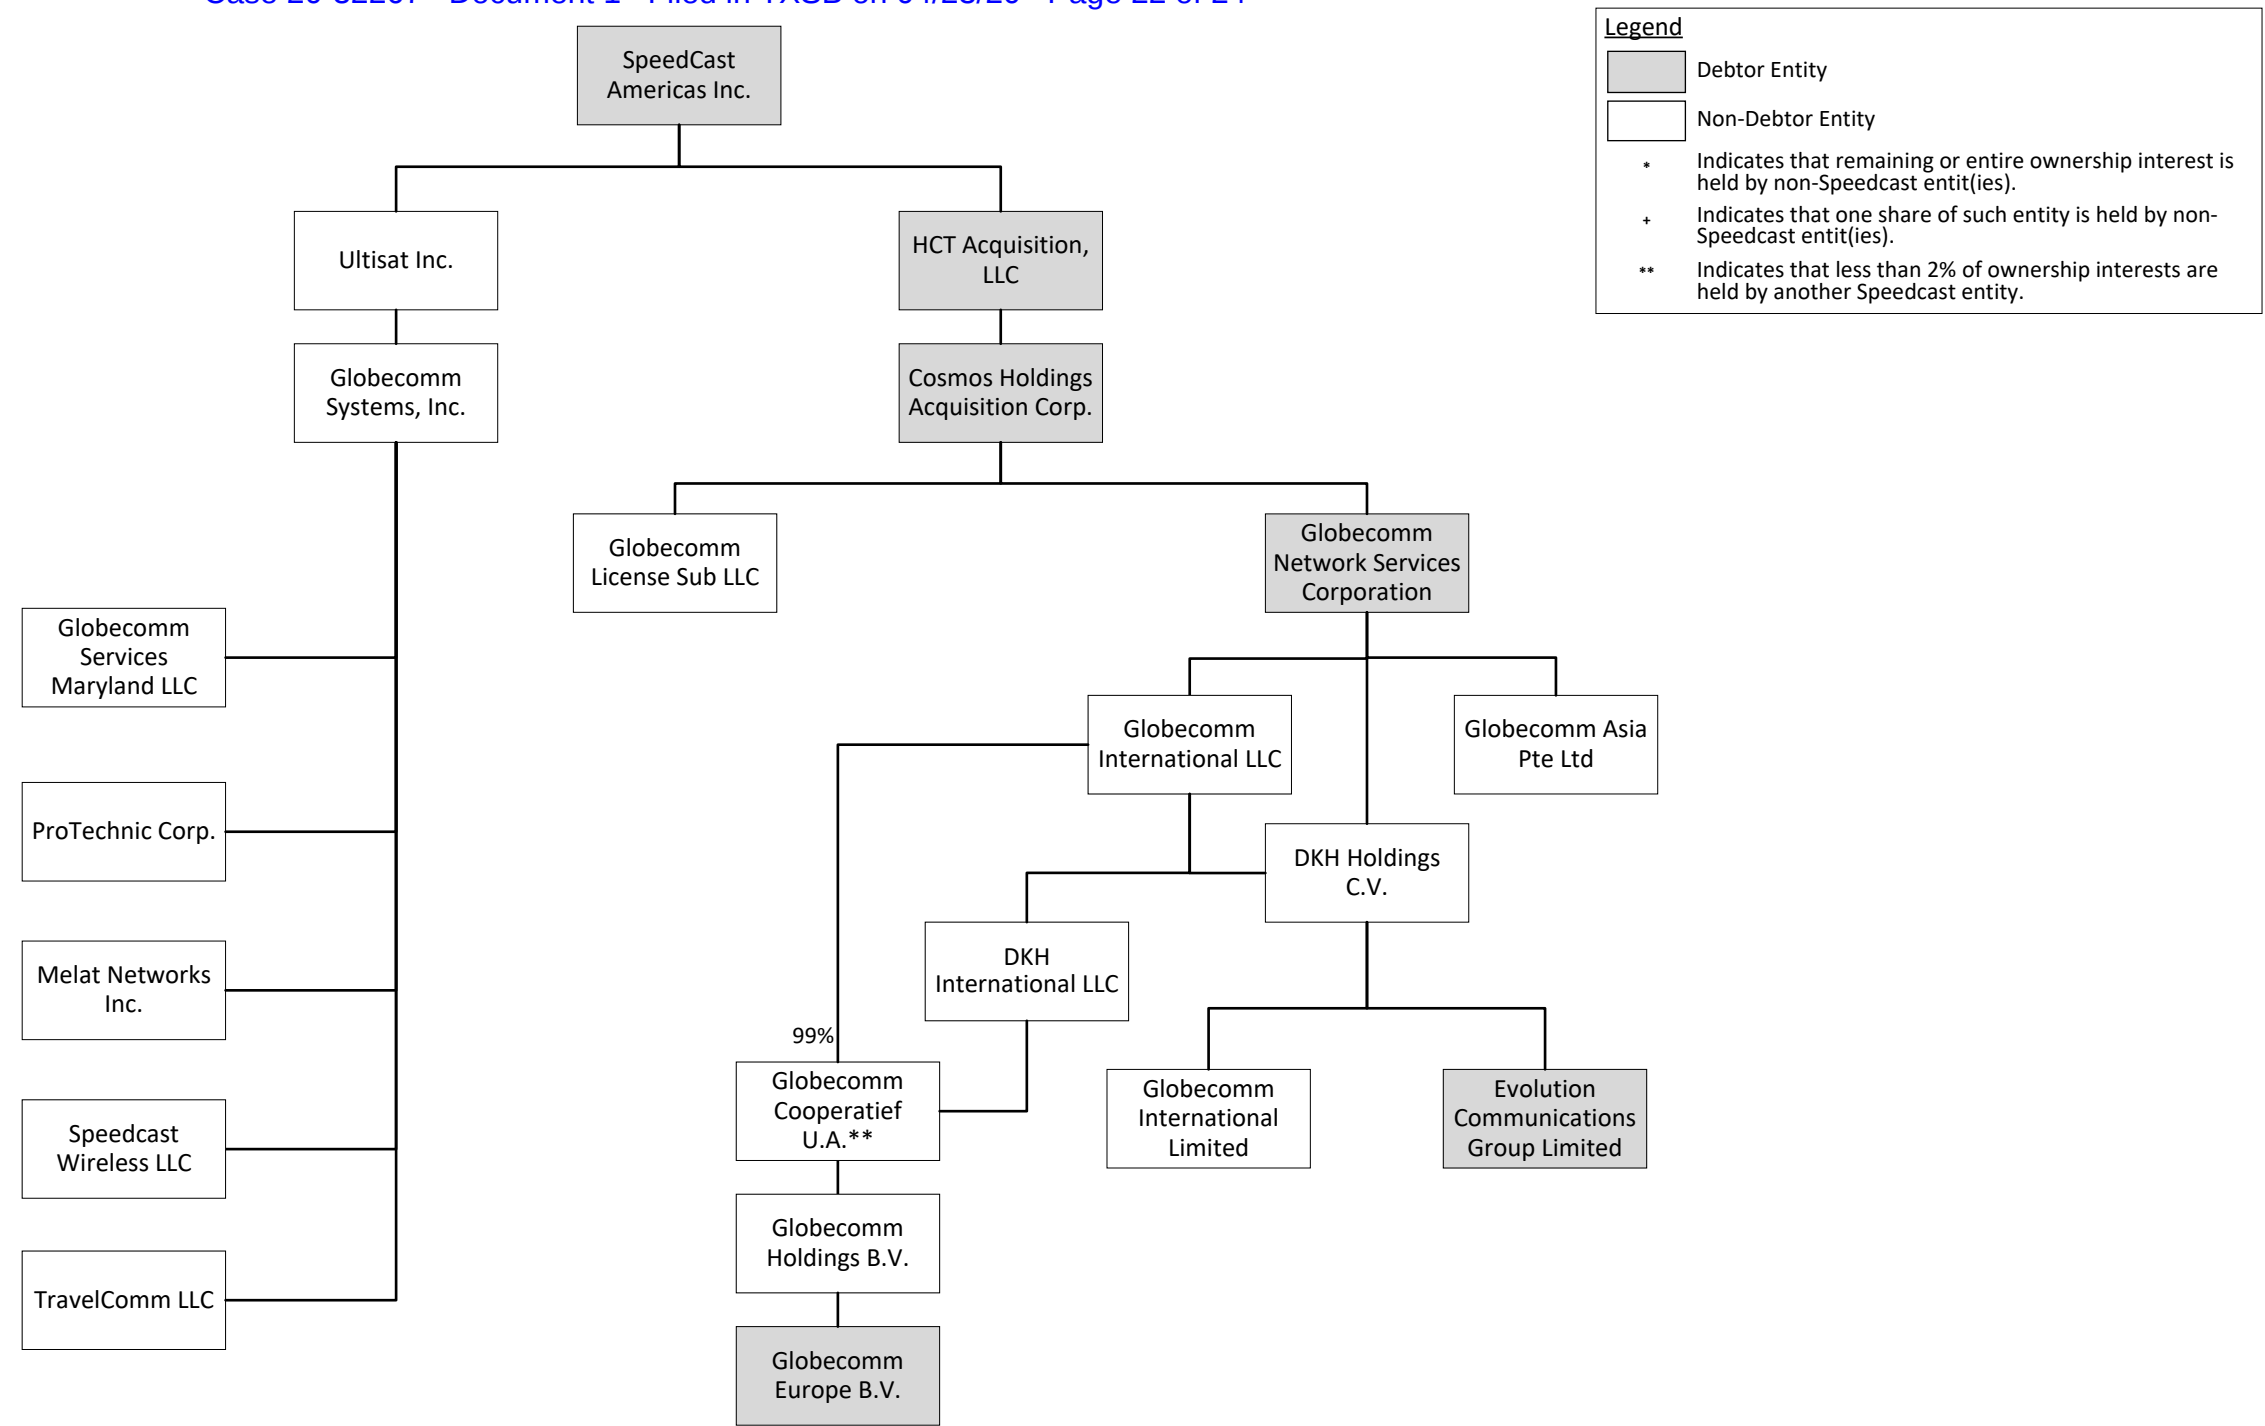 SpeedCast
Americas Inc.
Legend
Debtor Entity
Non-Debtor Entity
* Indicates that remaining or entire ownership interest is
held by non-Speedcast entit(ies).
+ Indicates that one share of such entity is held by non-
Speedcast entit(ies).
** Indicates that less than 2% of ownership interests are
held by another Speedcast entity.
Ultisat Inc.
HCT Acquisition,
LLC
Globecomm
Systems, Inc.
Cosmos Holdings
Acquisition Corp.
Globecomm
License Sub LLC
Globecomm
Network Services
Corporation
Globecomm
Services
Maryland LLC
Globecomm
International LLC
Globecomm Asia
Pte Ltd
ProTechnic Corp.
DKH Holdings
C.V.
Melat Networks
Inc.
DKH
International LLC
99%
Globecomm
Cooperatief
U.A.**
Globecomm
International
Limited
Evolution
Communications
Group Limited
Speedcast
Wireless LLC
Globecomm
Holdings B.V.
TravelComm LLC
Globecomm
Europe B.V.